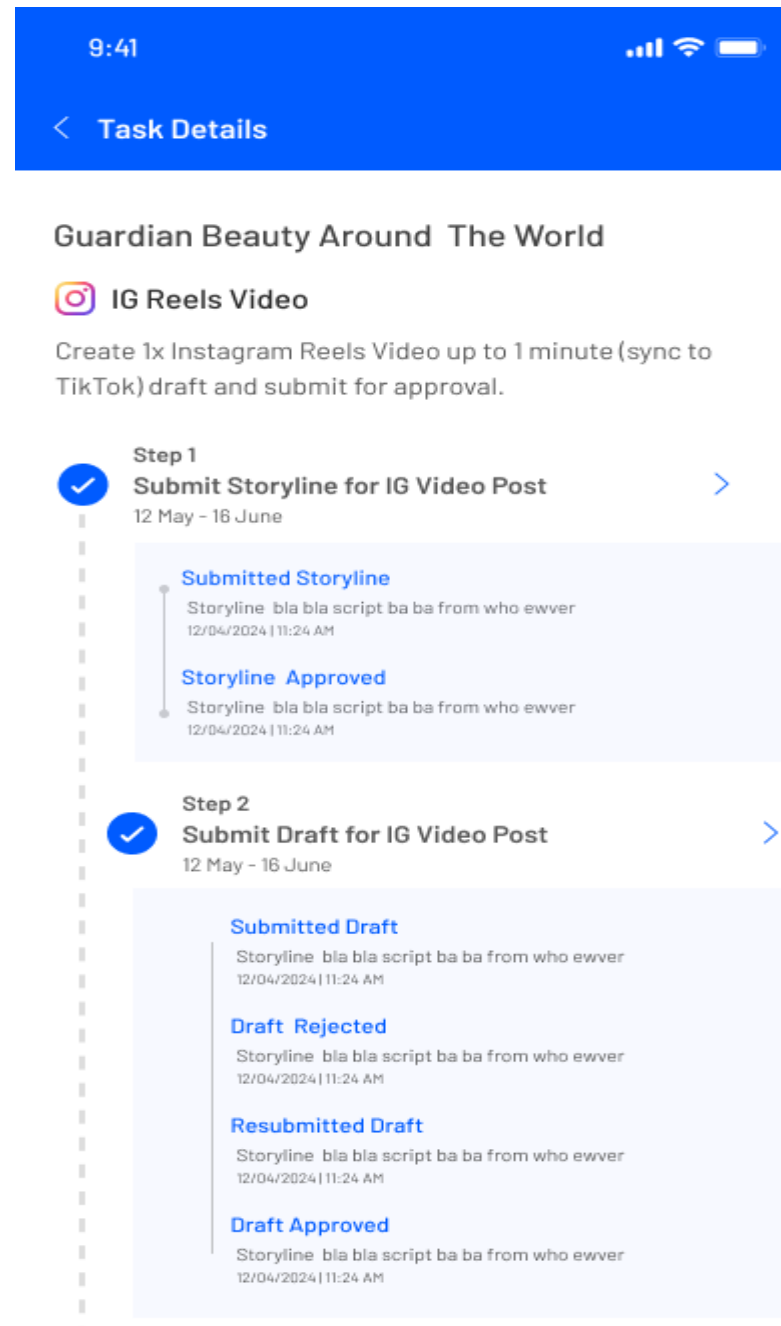 9:41
Task Details
Guardian Beauty Around The World
IG Reels Video
Create 1x Instagram Reels Video up to 1 minute (sync to
TikTok) draft and submit for approval.
Step 1
Submit Storyline for IG Video Post
12 May - 16 June
Submitted Storyline
Storyline bla bla script ba ba from who ewver
12/04/2024 | 11:24 AM
Storyline Approved
Storyline bla bla script ba ba from who ewver
12/04/2024 | 11:24 AM
Step 2
Submit Draft for IG Video Post
12 May - 16 June
Submitted Draft
Storyline bla bla script ba ba from who ewver
12/04/2024 | 11:24 AM
Draft Rejected
Storyline bla bla script ba ba from who ewver
12/04/2024 | 11:24 AM
Resubmitted Draft
Storyline bla bla script ba ba from who ewver
12/04/2024 | 11:24 AM
Draft Approved
Storyline bla bla script ba ba from who ewver
12/04/2024 | 11:24 AM